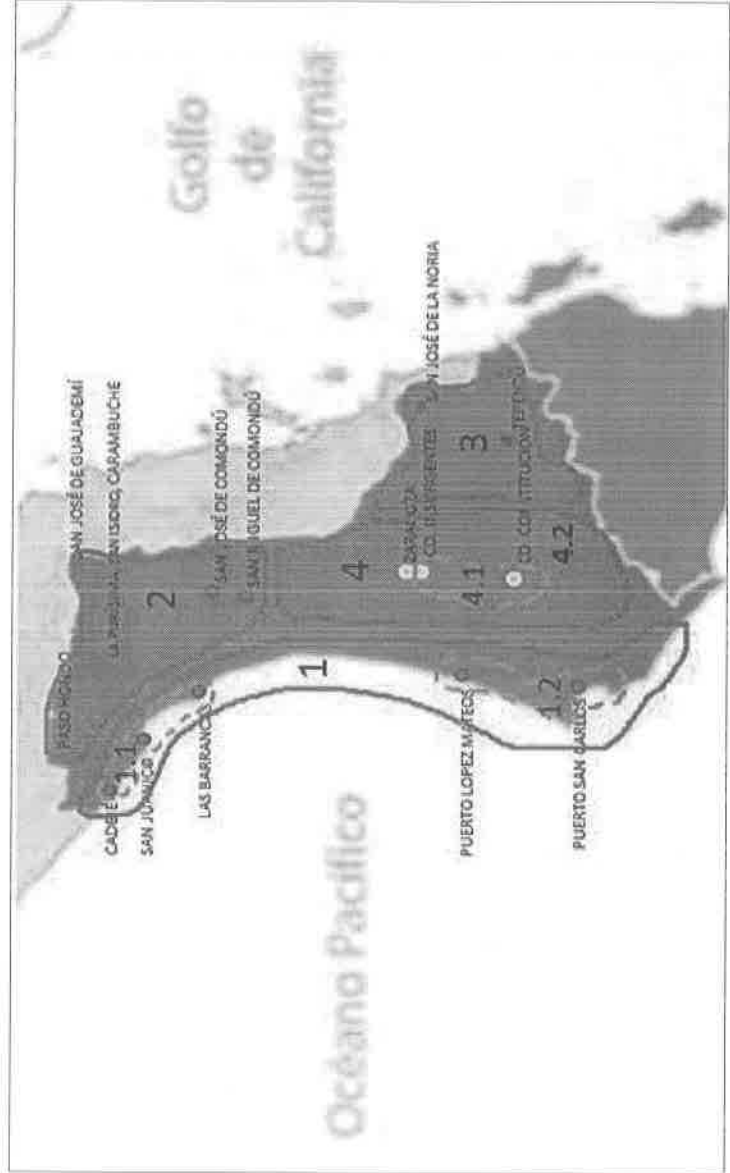 Golfo
de
California
Océano Pacífico
SAN JOSÉ DE GUAJADEMÍ
PASO HONDO
LA PURÍSIMA, SAN ISIDRO, CARAMBUCHE
CADEJÉ
1.1
SAN JUANICO
2
SAN JOSÉ DE COMONDÚ
SAN MIGUEL DE COMONDÚ
LAS BARRANCAS
1
4
SAN JOSÉ DE LA NORIA
CD. INSURGENTES
4.1
3
PUERTO LOPEZ MATEOS
CD. CONSTITUCION
4.2
1.2
PUERTO SAN CARLOS